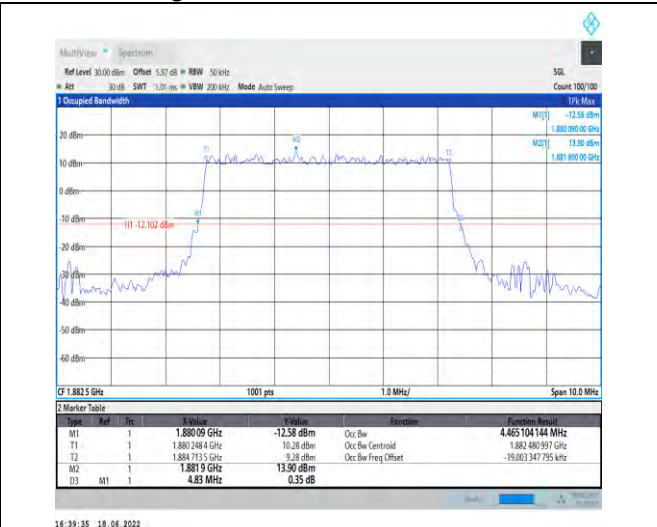 MultiView Spectrum
Ref Level 30.00 dBm Offset 5.97 dB RBW 50 kHz SGL
Att 30 dB SWT 1.01 ms VBW 200 kHz Mode Auto Sweep Count 100/100
1 Occupied Bandwidth 1Pk Max
M1[1] -12.58 dBm
1.880 090 00 GHz
M2[1] 13.90 dBm
1.881 900 00 GHz
20 dBm
M2
T1 T2
10 dBm
0 dBm
-10 dBm M1
H1 -12.102 dBm
-20 dBm
-30 dBm
-40 dBm
-50 dBm
-60 dBm
CF 1.882 5 GHz 1001 pts 1.0 MHz/ Span 10.0 MHz
2 Marker Table
Type Ref Trc X-Value Y-Value Function Function Result
M1 1 1.88009 GHz -12.58 dBm Occ Bw 4.465 104 144 MHz
T1 1 1.880 248 4 GHz 10.28 dBm Occ Bw Centroid 1.882 480 997 GHz
T2 1 1.884 713 5 GHz 9.28 dBm Occ Bw Freq Offset -19.003 347 795 kHz
M2 1 1.8819 GHz 13.90 dBm
D3 M1 1 4.83 MHz 0.35 dB
16:39:35 18.06.2022